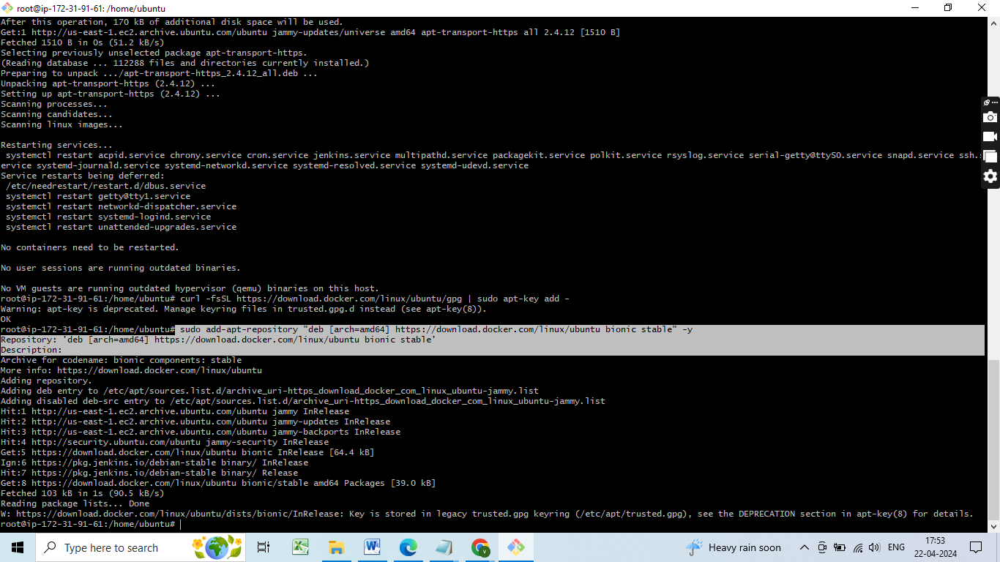 root@ip-172-31-91-61: /home/ubuntu
After this operation, 170 kB of additional disk space will be used.
Get:1 http://us-east-1.ec2.archive.ubuntu.com/ubuntu jammy-updates/universe amd64 apt-transport-https all 2.4.12 [1510 B]
Fetched 1510 B in 0s (51.2 kB/s)
Selecting previously unselected package apt-transport-https.
(Reading database ... 112288 files and directories currently installed.)
Preparing to unpack .../apt-transport-https_2.4.12_all.deb ...
Unpacking apt-transport-https (2.4.12) ...
Setting up apt-transport-https (2.4.12) ...
Scanning processes...
Scanning candidates...
Scanning linux images...
Restarting services...
 systemctl restart acpid.service chrony.service cron.service jenkins.service multipathd.service packagekit.service polkit.service rsyslog.service serial-getty@ttyS0.service snapd.service ssh.s
ervice systemd-journald.service systemd-networkd.service systemd-resolved.service systemd-udevd.service
Service restarts being deferred:
 /etc/needrestart/restart.d/dbus.service
 systemctl restart getty@tty1.service
 systemctl restart networkd-dispatcher.service
 systemctl restart systemd-logind.service
 systemctl restart unattended-upgrades.service
No containers need to be restarted.
No user sessions are running outdated binaries.
No VM guests are running outdated hypervisor (qemu) binaries on this host.
root@ip-172-31-91-61:/home/ubuntu# curl -fsSL https://download.docker.com/linux/ubuntu/gpg | sudo apt-key add -
Warning: apt-key is deprecated. Manage keyring files in trusted.gpg.d instead (see apt-key(8)).
OK
root@ip-172-31-91-61:/home/ubuntu# sudo add-apt-repository "deb [arch=amd64] https://download.docker.com/linux/ubuntu bionic stable" -y
Repository: 'deb [arch=amd64] https://download.docker.com/linux/ubuntu bionic stable'
Description:
Archive for codename: bionic components: stable
More info: https://download.docker.com/linux/ubuntu
Adding repository.
Adding deb entry to /etc/apt/sources.list.d/archive_uri-https_download_docker_com_linux_ubuntu-jammy.list
Adding disabled deb-src entry to /etc/apt/sources.list.d/archive_uri-https_download_docker_com_linux_ubuntu-jammy.list
Hit:1 http://us-east-1.ec2.archive.ubuntu.com/ubuntu jammy InRelease
Hit:2 http://us-east-1.ec2.archive.ubuntu.com/ubuntu jammy-updates InRelease
Hit:3 http://us-east-1.ec2.archive.ubuntu.com/ubuntu jammy-backports InRelease
Hit:4 http://security.ubuntu.com/ubuntu jammy-security InRelease
Get:5 https://download.docker.com/linux/ubuntu bionic InRelease [64.4 kB]
Ign:6 https://pkg.jenkins.io/debian-stable binary/ InRelease
Hit:7 https://pkg.jenkins.io/debian-stable binary/ Release
Get:8 https://download.docker.com/linux/ubuntu bionic/stable amd64 Packages [39.0 kB]
Fetched 103 kB in 1s (90.5 kB/s)
Reading package lists... Done
W: https://download.docker.com/linux/ubuntu/dists/bionic/InRelease: Key is stored in legacy trusted.gpg keyring (/etc/apt/trusted.gpg), see the DEPRECATION section in apt-key(8) for details.
root@ip-172-31-91-61:/home/ubuntu#
Type here to search
Heavy rain soon
ENG
17:53
22-04-2024